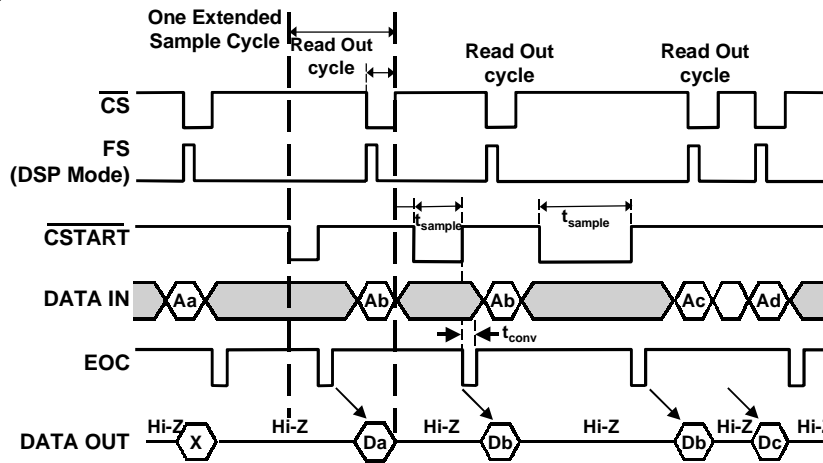 One Extended
Sample Cycle
Read Out
cycle
Read Out
cycle
Read Out
cycle
CS
FS
(DSP Mode)
CSTART
tsample
tsample
DATA IN
Aa
Ab
Ab
Ac
Ad
tconv
EOC
DATA OUT
Hi-Z
X
Hi-Z
Da
Hi-Z
Db
Hi-Z
Db
Hi-Z
Dc
Hi-Z